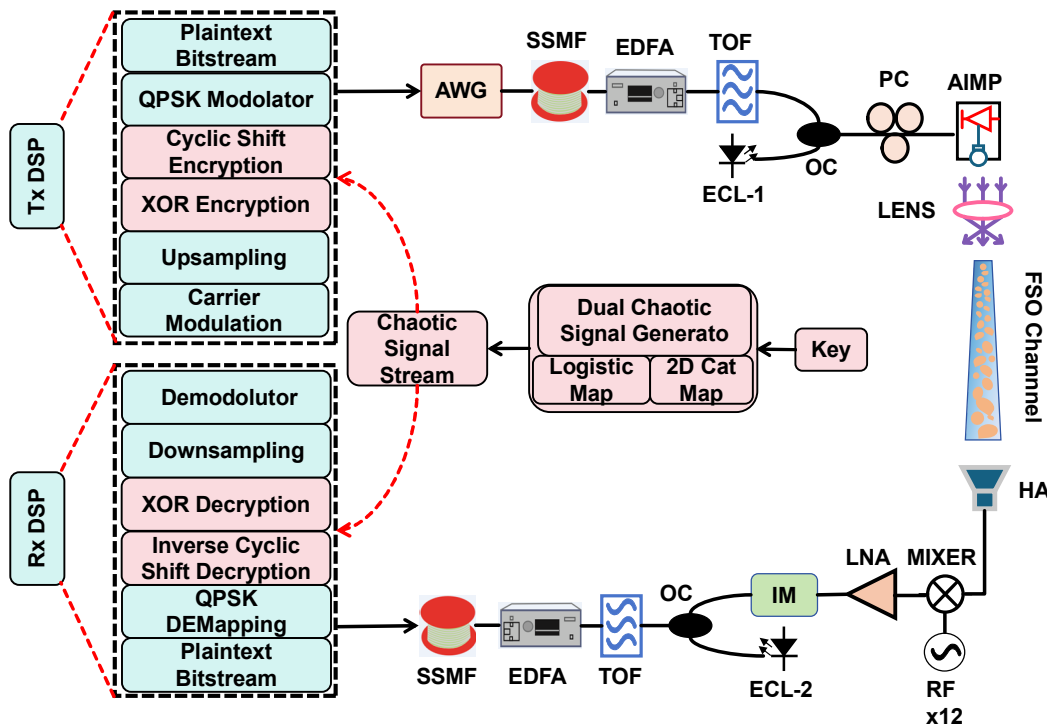 Tx DSP
Plaintext
Bitstream
QPSK Modolator
Cyclic Shift
Encryption
XOR Encryption
Upsampling
Carrier
Modulation
AWG
SSMF
EDFA
TOF
ECL-1
OC
PC
AIMP
LENS
FSO Channnel
Chaotic
Signal
Stream
Dual Chaotic
Signal Generato
Logistic
Map
2D Cat
Map
Key
Rx DSP
Demodolutor
Downsampling
XOR Decryption
Inverse Cyclic
Shift Decryption
QPSK
DEMapping
Plaintext
Bitstream
SSMF
EDFA
TOF
OC
ECL-2
IM
LNA
MIXER
HA
RF
x12